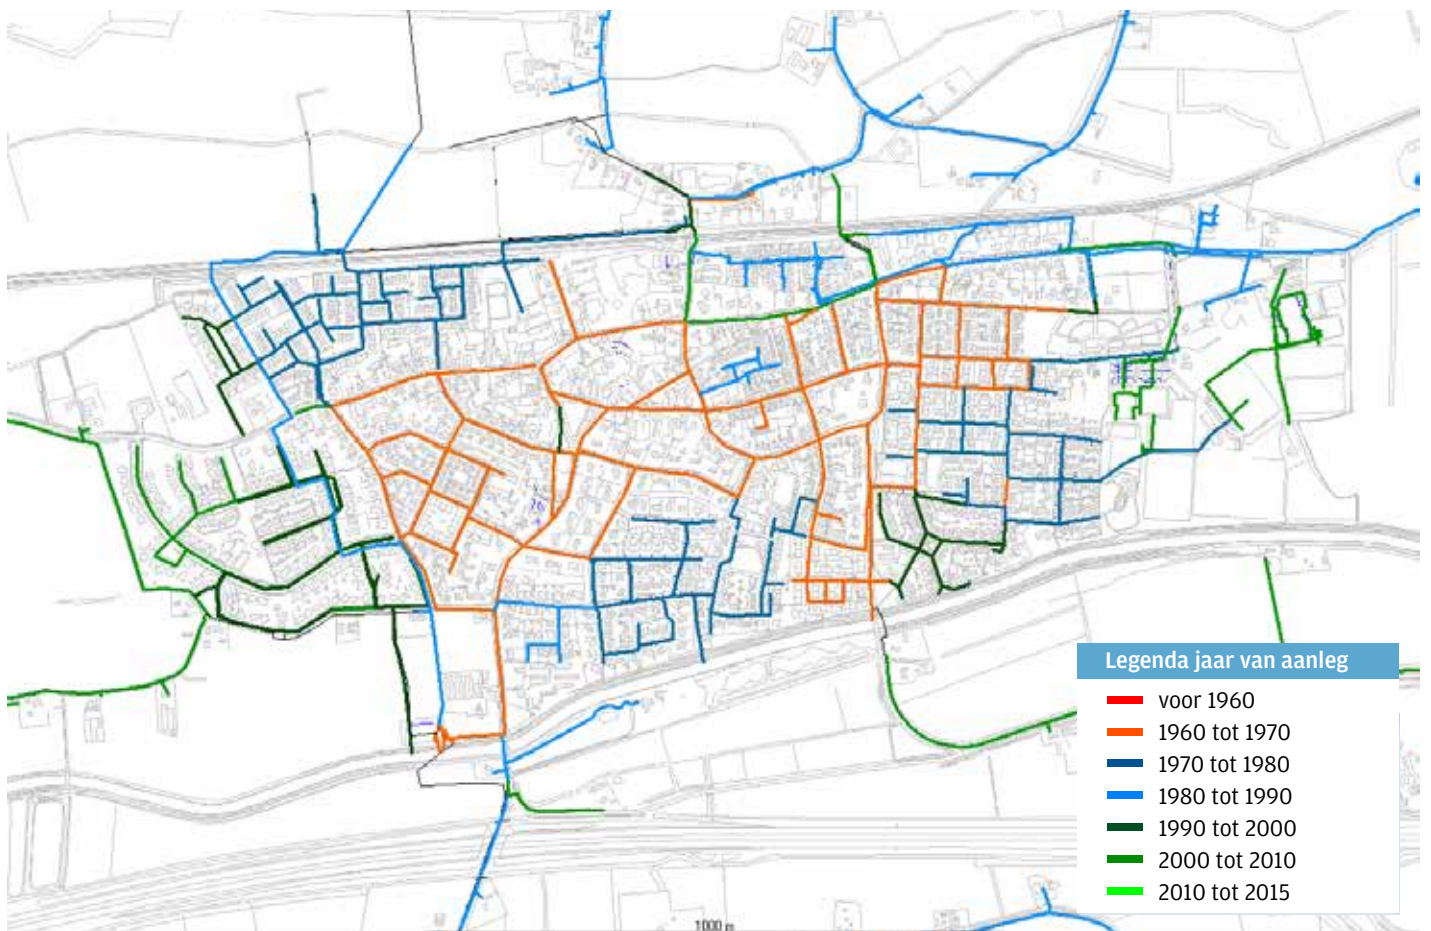 Legenda jaar van aanleg
voor 1960
1960 tot 1970
1970 tot 1980
1980 tot 1990
1990 tot 2000
2000 tot 2010
2010 tot 2015
1000 m